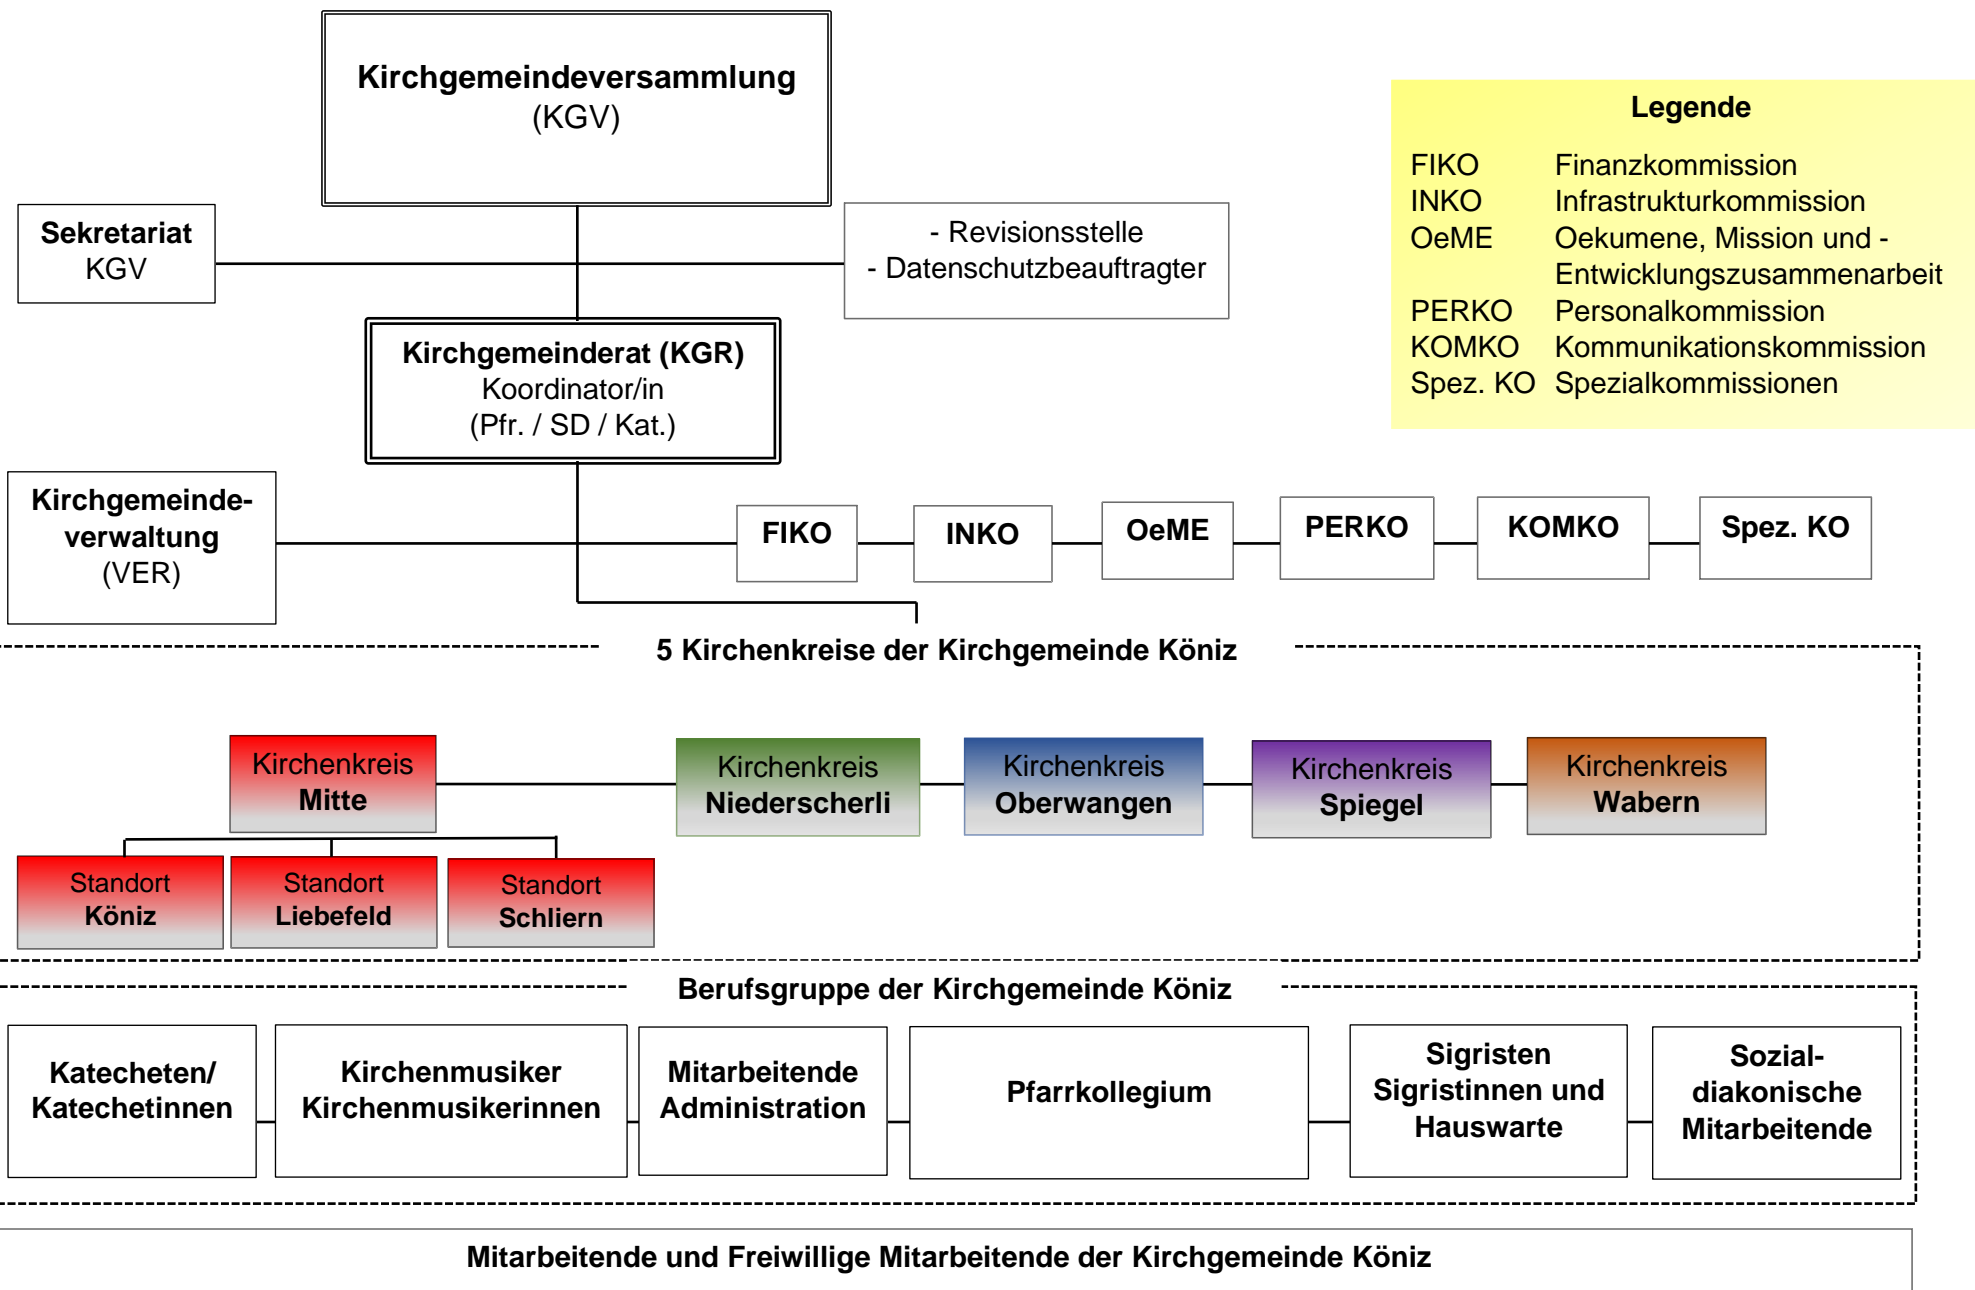 Kirchgemeindeversammlung
(KGV)
Legende
FIKO Finanzkommission
INKO Infrastrukturkommission
OeME Oekumene, Mission und -
Entwicklungszusammenarbeit
PERKO Personalkommission
KOMKO Kommunikationskommission
Spez. KO Spezialkommissionen
Sekretariat
KGV
- Revisionsstelle
- Datenschutzbeauftragter
Kirchgemeinderat (KGR)
Koordinator/in
(Pfr. / SD / Kat.)
Kirchgemeinde-
verwaltung
(VER)
FIKO
INKO
OeME
PERKO
KOMKO
Spez. KO
5 Kirchenkreise der Kirchgemeinde Köniz
Kirchenkreis
Mitte
Kirchenkreis
Niederscherli
Kirchenkreis
Oberwangen
Kirchenkreis
Spiegel
Kirchenkreis
Wabern
Standort
Köniz
Standort
Liebefeld
Standort
Schliern
Berufsgruppe der Kirchgemeinde Köniz
Katecheten/
Katechetinnen
Kirchenmusiker
Kirchenmusikerinnen
Mitarbeitende
Administration
Pfarrkollegium
Sigristen
Sigristinnen und
Hauswarte
Sozial-
diakonische
Mitarbeitende
Mitarbeitende und Freiwillige Mitarbeitende der Kirchgemeinde Köniz